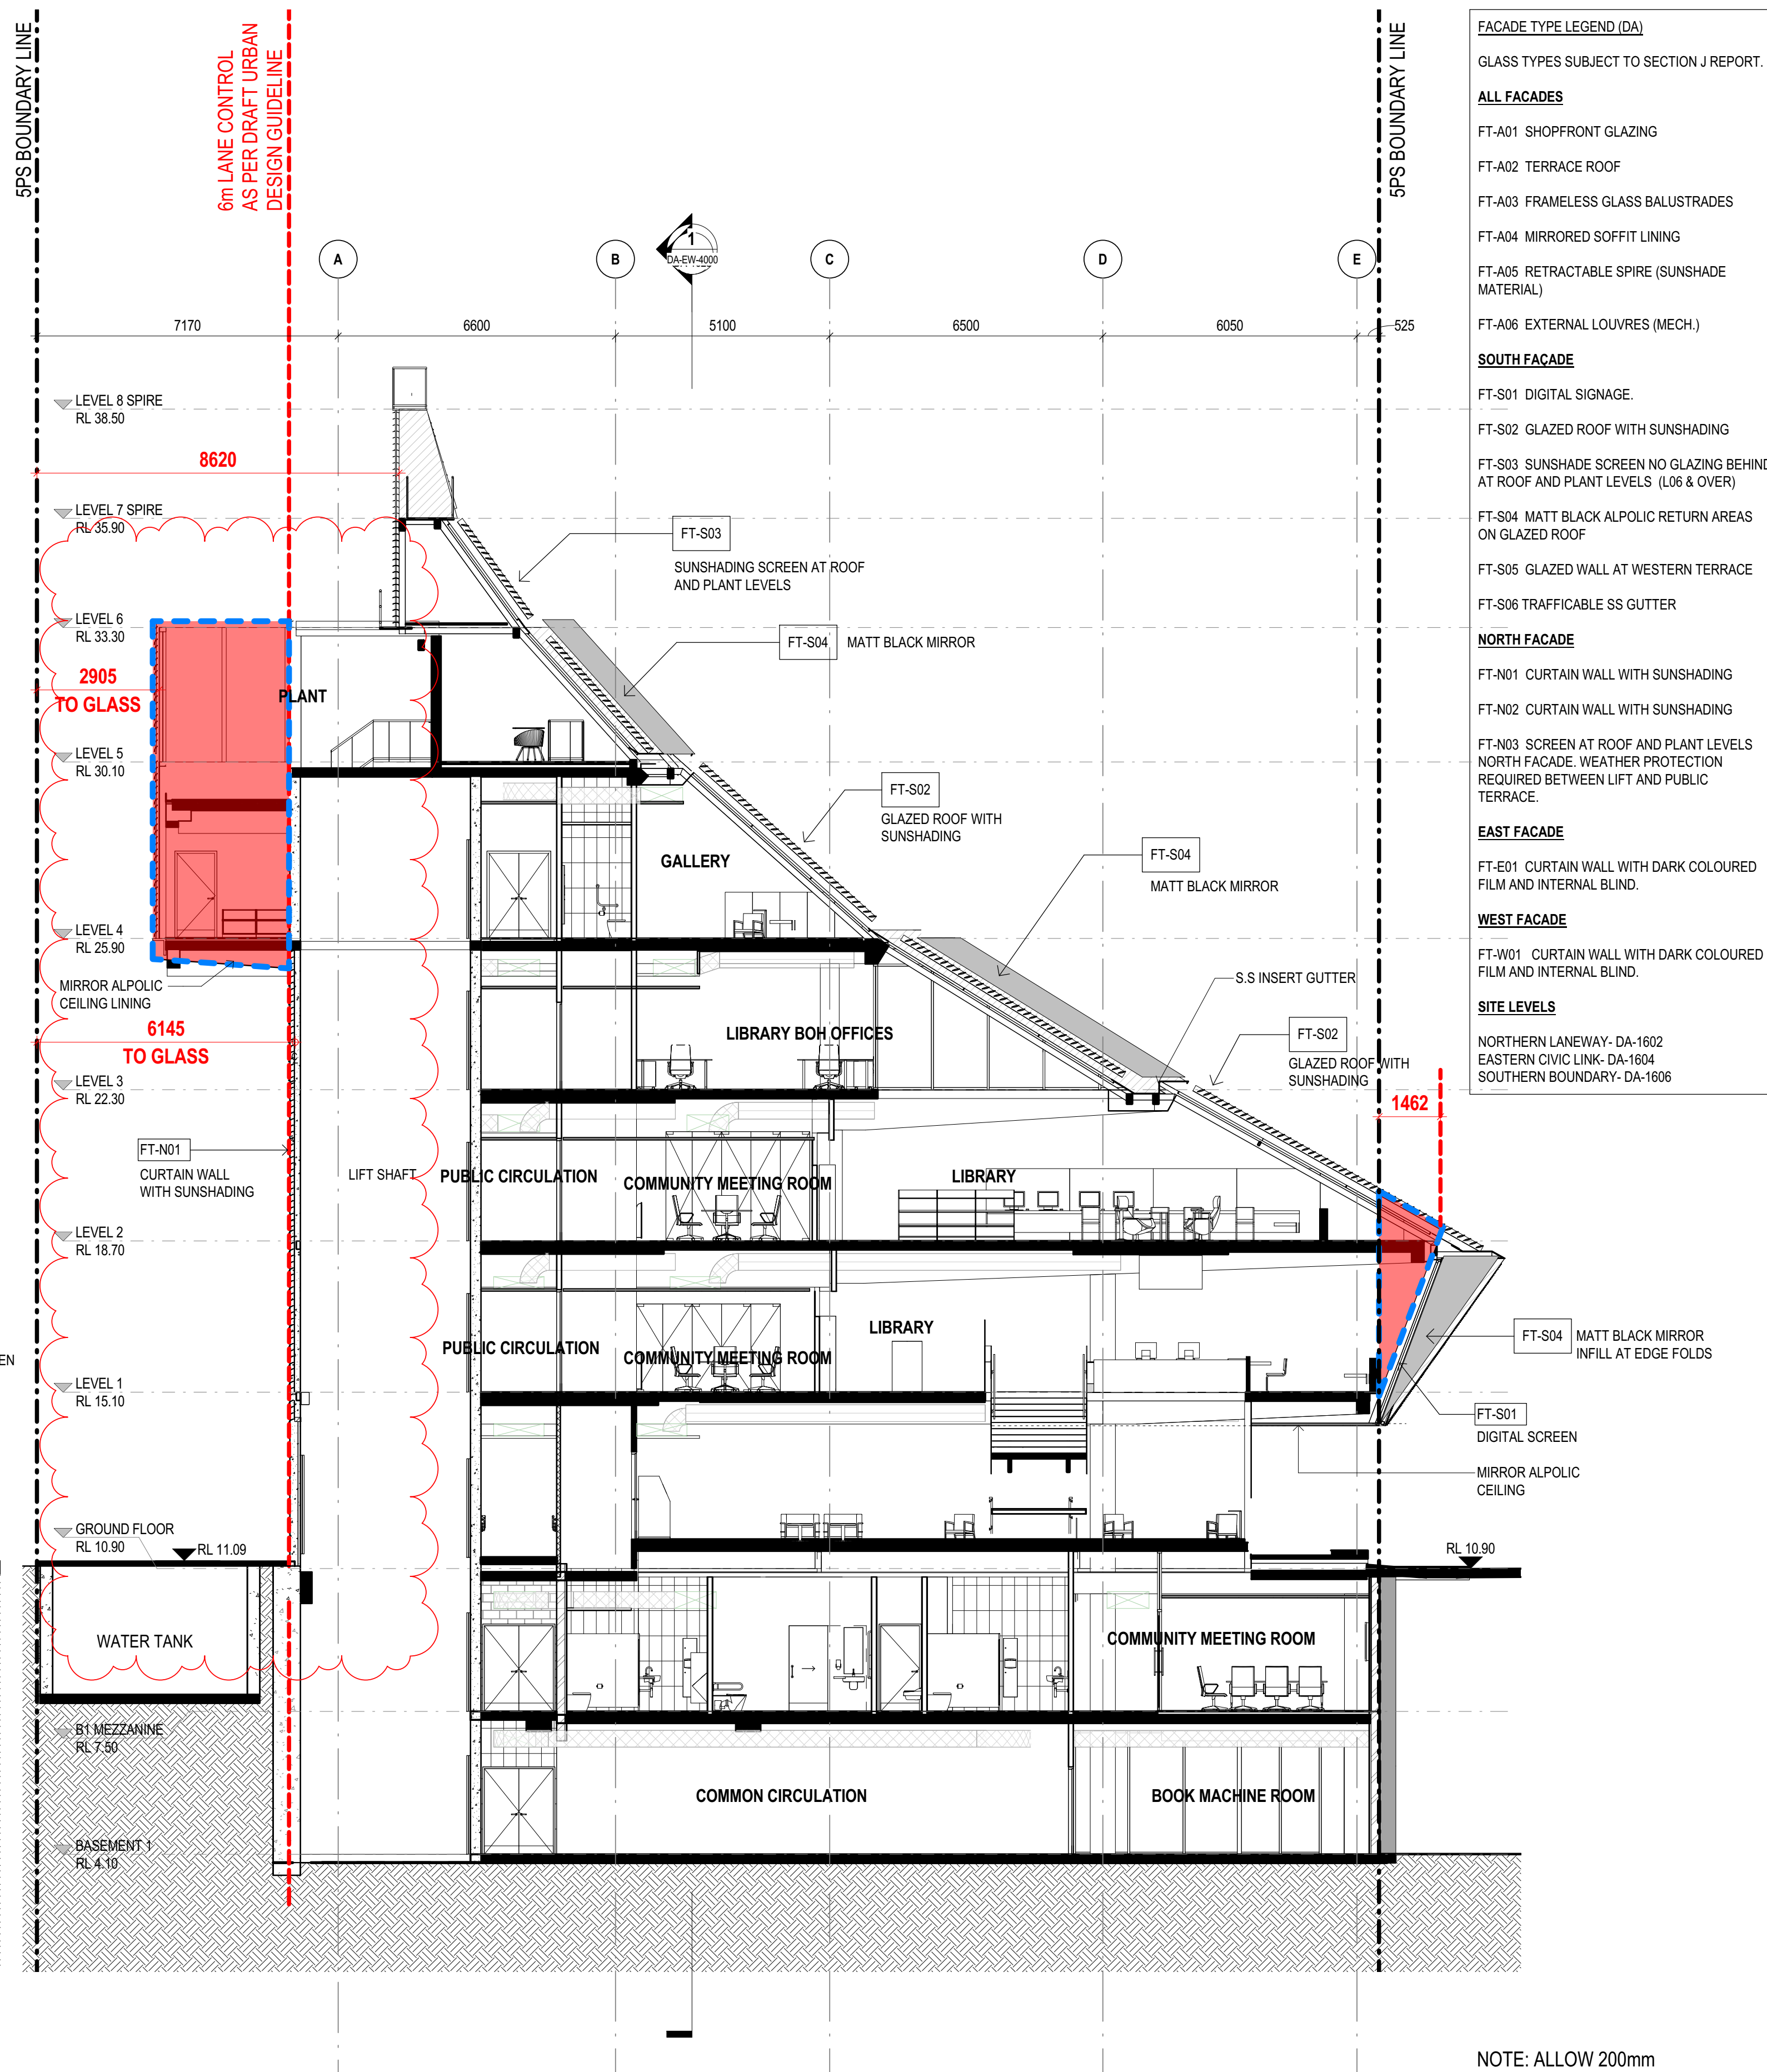 5PS BOUNDARY LINE
6m LANE CONTROL
AS PER DRAFT URBAN
DESIGN GUIDELINE
5PS BOUNDARY LINE
A
B
1
DA-EW-4000
C
D
E
7170
6600
5100
6500
6050
525
LEVEL 8 SPIRE
RL 38.50
8620
LEVEL 7 SPIRE
RL 35.90
FT-S03
SUNSHADING SCREEN AT ROOF
AND PLANT LEVELS
LEVEL 6
RL 33.30
FT-S04 MATT BLACK MIRROR
2905
TO GLASS
PLANT
LEVEL 5
RL 30.10
FT-S02
GLAZED ROOF WITH
SUNSHADING
GALLERY
FT-S04
MATT BLACK MIRROR
LEVEL 4
RL 25.90
MIRROR ALPOLIC
CEILING LINING
S.S INSERT GUTTER
6145
TO GLASS
LIBRARY BOH OFFICES
FT-S02
GLAZED ROOF WITH
SUNSHADING
LEVEL 3
RL 22.30
1462
FT-N01
CURTAIN WALL
WITH SUNSHADING
LIFT SHAFT
PUBLIC CIRCULATION
COMMUNITY MEETING ROOM
LIBRARY
LEVEL 2
RL 18.70
LIBRARY
PUBLIC CIRCULATION
COMMUNITY MEETING ROOM
FT-S04 MATT BLACK MIRROR
INFILL AT EDGE FOLDS
EN
LEVEL 1
RL 15.10
FT-S01
DIGITAL SCREEN
MIRROR ALPOLIC
CEILING
GROUND FLOOR
RL 10.90
RL 11.09
RL 10.90
WATER TANK
COMMUNITY MEETING ROOM
B1 MEZZANINE
RL 7.50
COMMON CIRCULATION
BOOK MACHINE ROOM
BASEMENT 1
RL 4.10
FACADE TYPE LEGEND (DA)
GLASS TYPES SUBJECT TO SECTION J REPORT.
ALL FACADES
FT-A01 SHOPFRONT GLAZING
FT-A02 TERRACE ROOF
FT-A03 FRAMELESS GLASS BALUSTRADES
FT-A04 MIRRORED SOFFIT LINING
FT-A05 RETRACTABLE SPIRE (SUNSHADE
MATERIAL)
FT-A06 EXTERNAL LOUVRES (MECH.)
SOUTH FAÇADE
FT-S01 DIGITAL SIGNAGE.
FT-S02 GLAZED ROOF WITH SUNSHADING
FT-S03 SUNSHADE SCREEN NO GLAZING BEHIND
AT ROOF AND PLANT LEVELS (L06 & OVER)
FT-S04 MATT BLACK ALPOLIC RETURN AREAS
ON GLAZED ROOF
FT-S05 GLAZED WALL AT WESTERN TERRACE
FT-S06 TRAFFICABLE SS GUTTER
NORTH FACADE
FT-N01 CURTAIN WALL WITH SUNSHADING
FT-N02 CURTAIN WALL WITH SUNSHADING
FT-N03 SCREEN AT ROOF AND PLANT LEVELS
NORTH FACADE. WEATHER PROTECTION
REQUIRED BETWEEN LIFT AND PUBLIC
TERRACE.
EAST FACADE
FT-E01 CURTAIN WALL WITH DARK COLOURED
FILM AND INTERNAL BLIND.
WEST FACADE
FT-W01 CURTAIN WALL WITH DARK COLOURED
FILM AND INTERNAL BLIND.
SITE LEVELS
NORTHERN LANEWAY- DA-1602
EASTERN CIVIC LINK- DA-1604
SOUTHERN BOUNDARY- DA-1606
NOTE: ALLOW 200mm